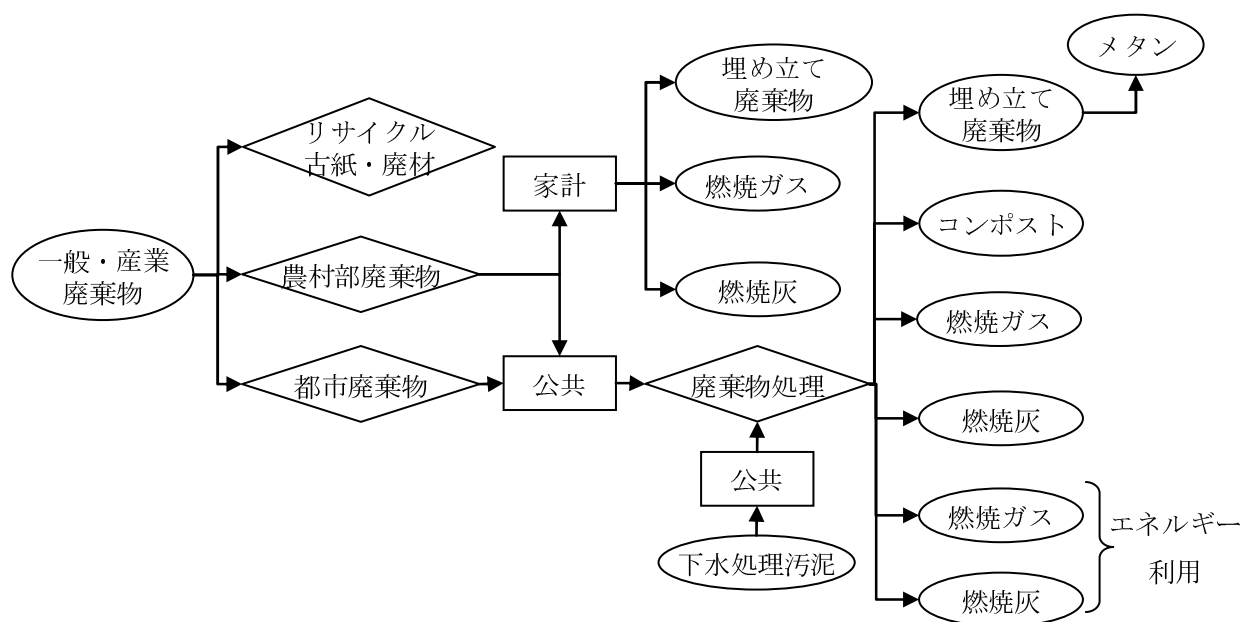 メタン
埋め立て
廃棄物
埋め立て
廃棄物
リサイクル
古紙・廃材
家計
燃焼ガス
コンポスト
一般・産業
廃棄物
農村部廃棄物
燃焼灰
燃焼ガス
都市廃棄物
公共
廃棄物処理
燃焼灰
公共
燃焼ガス
エネルギー
利用
下水処理汚泥
燃焼灰